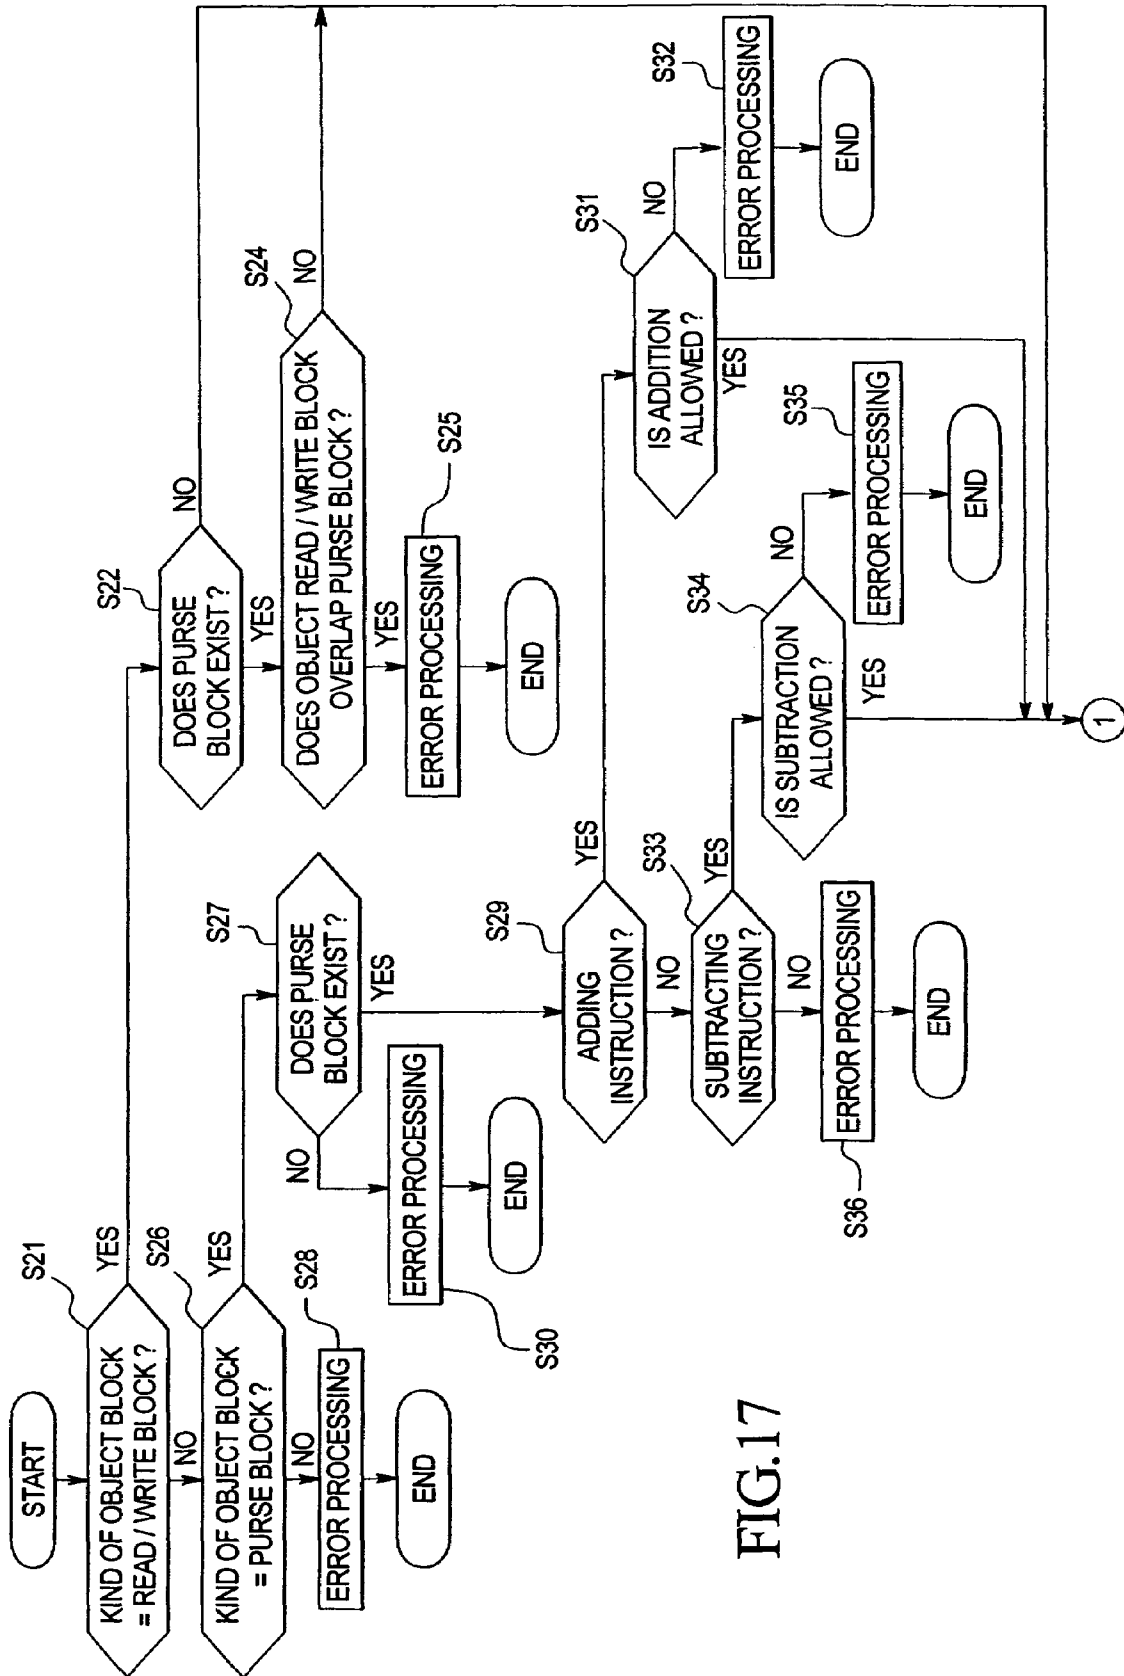 START
S21
KIND OF OBJECT BLOCK
= READ / WRITE BLOCK ?
YES
NO
S26
KIND OF OBJECT BLOCK
= PURSE BLOCK ?
YES
NO
S28
ERROR PROCESSING
END
S22
DOES PURSE
BLOCK EXIST ?
NO
YES
S24
DOES OBJECT READ / WRITE BLOCK
OVERLAP PURSE BLOCK ?
NO
YES
S25
ERROR PROCESSING
END
S27
DOES PURSE
BLOCK EXIST ?
NO
YES
ERROR PROCESSING
S30
END
S29
ADDING
INSTRUCTION ?
YES
NO
S33
SUBTRACTING
INSTRUCTION ?
YES
NO
ERROR PROCESSING
S36
END
S31
IS ADDITION
ALLOWED ?
NO
YES
S32
ERROR PROCESSING
END
S34
IS SUBTRACTION
ALLOWED ?
NO
YES
S35
ERROR PROCESSING
END
1
FIG.17